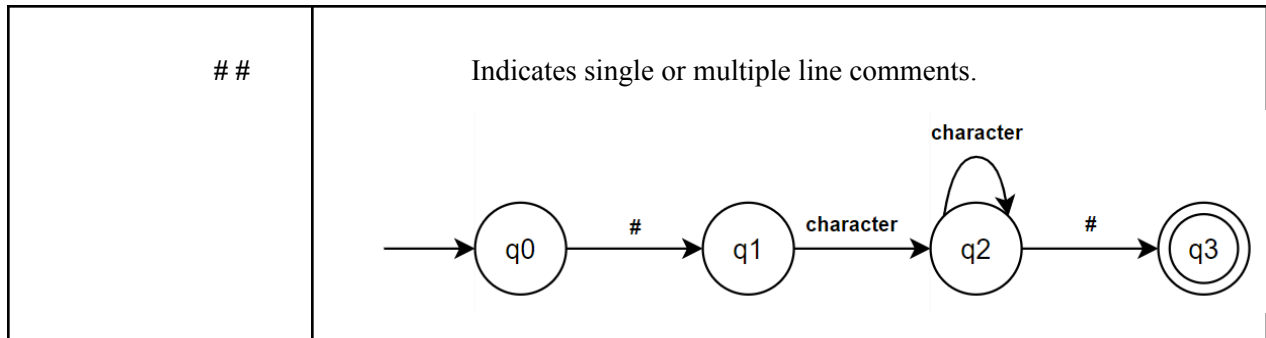 # #
Indicates single or multiple line comments.
character
# character #
q0 q1 q2 q3